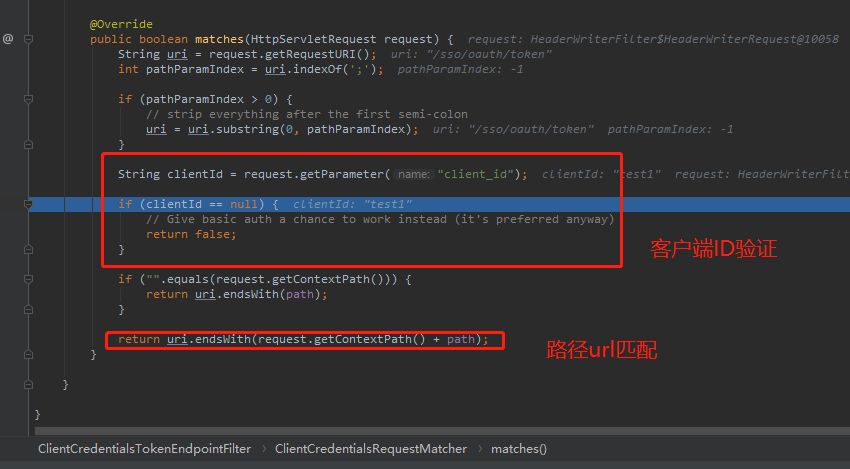 @Override
@ public boolean matches(HttpServletRequest request) { request: HeaderWriterFilter$HeaderWriterRequest@10058
String uri = request.getRequestURI(); uri: "/sso/oauth/token"
int pathParamIndex = uri.indexOf(';'); pathParamIndex: -1
if (pathParamIndex > 0) {
// strip everything after the first semi-colon
uri = uri.substring(0, pathParamIndex); uri: "/sso/oauth/token" pathParamIndex: -1
}
String clientId = request.getParameter( name: "client_id"); clientId: "test1" request: HeaderWriterFilt
if (clientId == null) { clientId: "test1"
// Give basic auth a chance to work instead (it's preferred anyway)
return false;
}
客户端ID验证
if ("".equals(request.getContextPath())) {
return uri.endsWith(path);
}
return uri.endsWith(request.getContextPath() + path);
路径url匹配
}
}
}
ClientCredentialsTokenEndpointFilter › ClientCredentialsRequestMatcher › matches()